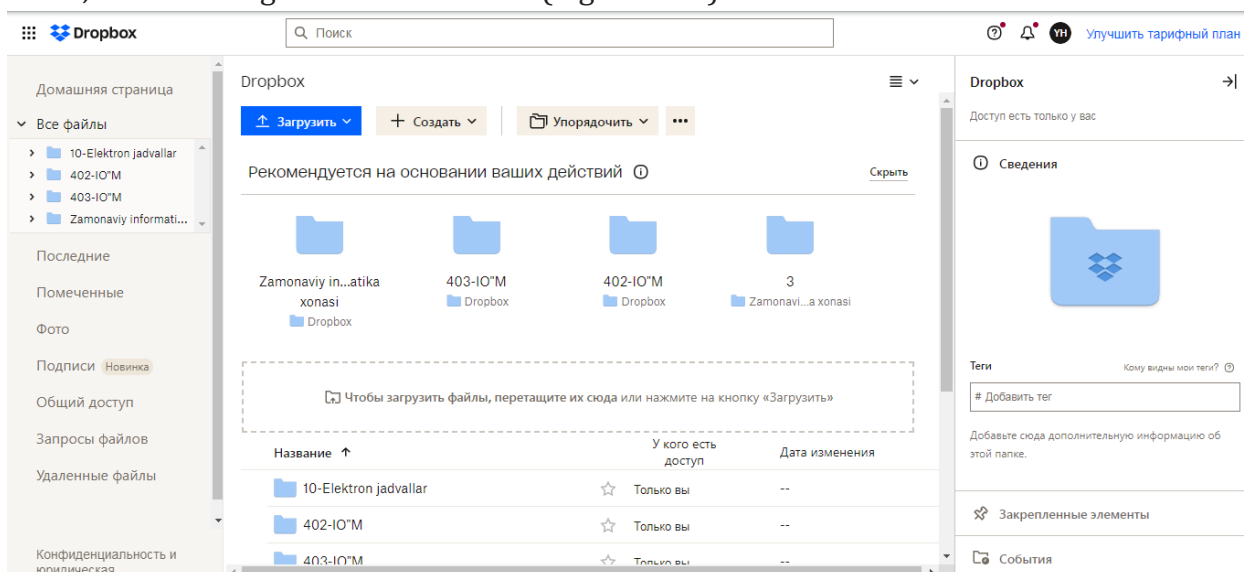 Dropbox
Поиск
YH
Улучшить тарифный план
Домашняя страница
Все файлы
10-Elektron jadvallar
402-IO"M
403-IO"M
Zamonaviy informati...
Последние
Помеченные
Фото
Подписи Новинка
Общий доступ
Запросы файлов
Удаленные файлы
Конфиденциальность и
юридическая
Dropbox
Загрузить
Создать
Упорядочить
Рекомендуется на основании ваших действий
Скрыть
Zamonaviy in...atika
xonasi
Dropbox
403-IO"M
Dropbox
402-IO"M
Dropbox
3
Zamonavi...a xonasi
Чтобы загрузить файлы, перетащите их сюда или нажмите на кнопку «Загрузить»
Название
У кого есть
доступ
Дата изменения
10-Elektron jadvallar Только вы --
402-IO"M Только вы --
403-IO"M Только вы --
Dropbox
Доступ есть только у вас
Сведения
Теги
Кому видны мои теги?
# Добавить тег
Добавьте сюда дополнительную информацию об
этой папке.
Закрепленные элементы
События